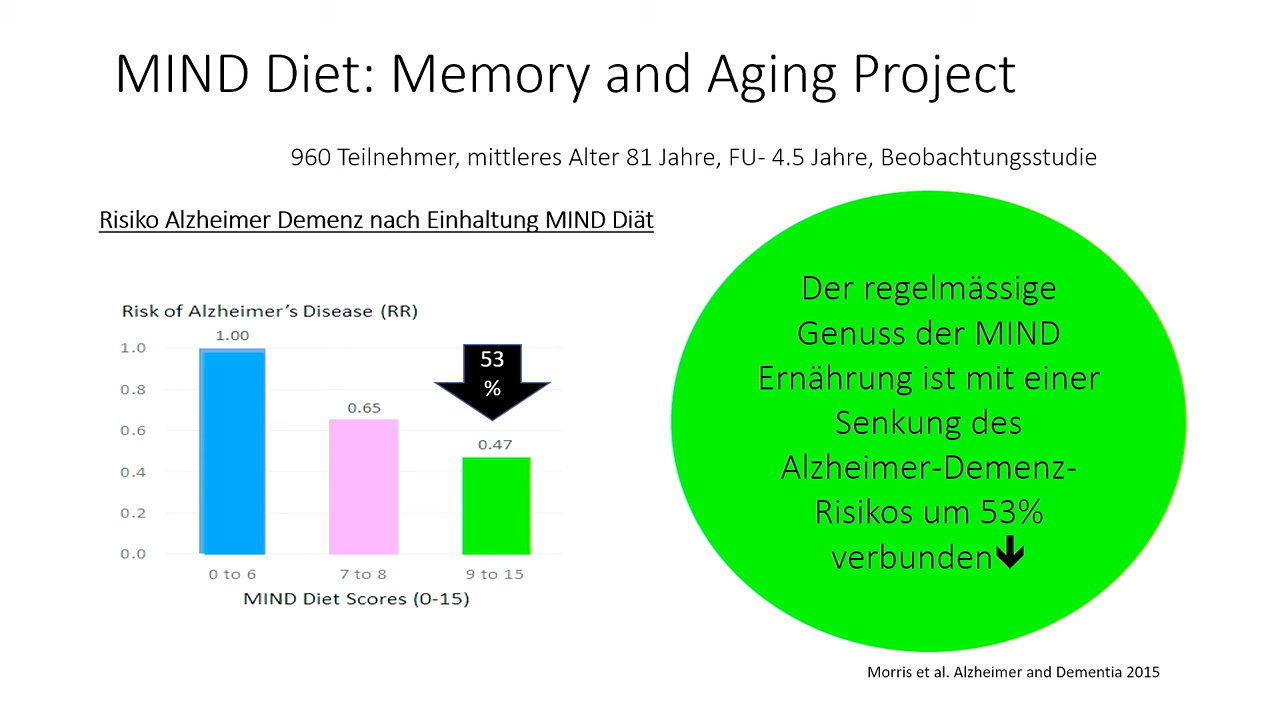 MIND Diet: Memory and Aging Project
960 Teilnehmer, mittleres Alter 81 Jahre, FU- 4.5 Jahre, Beobachtungsstudie
Risiko Alzheimer Demenz nach Einhaltung MIND Diät
Risk of Alzheimer's Disease (RR)
1.00
1.0
0.8
0.6
0.4
0.2
0.0
0.65
53
%
0.47
0 to 6
7 to 8
9 to 15
MIND Diet Scores (0-15)
Der regelmässige
Genuss der MIND
Ernährung ist mit einer
Senkung des
Alzheimer-Demenz-
Risikos um 53%
verbunden
Morris et al. Alzheimer and Dementia 2015